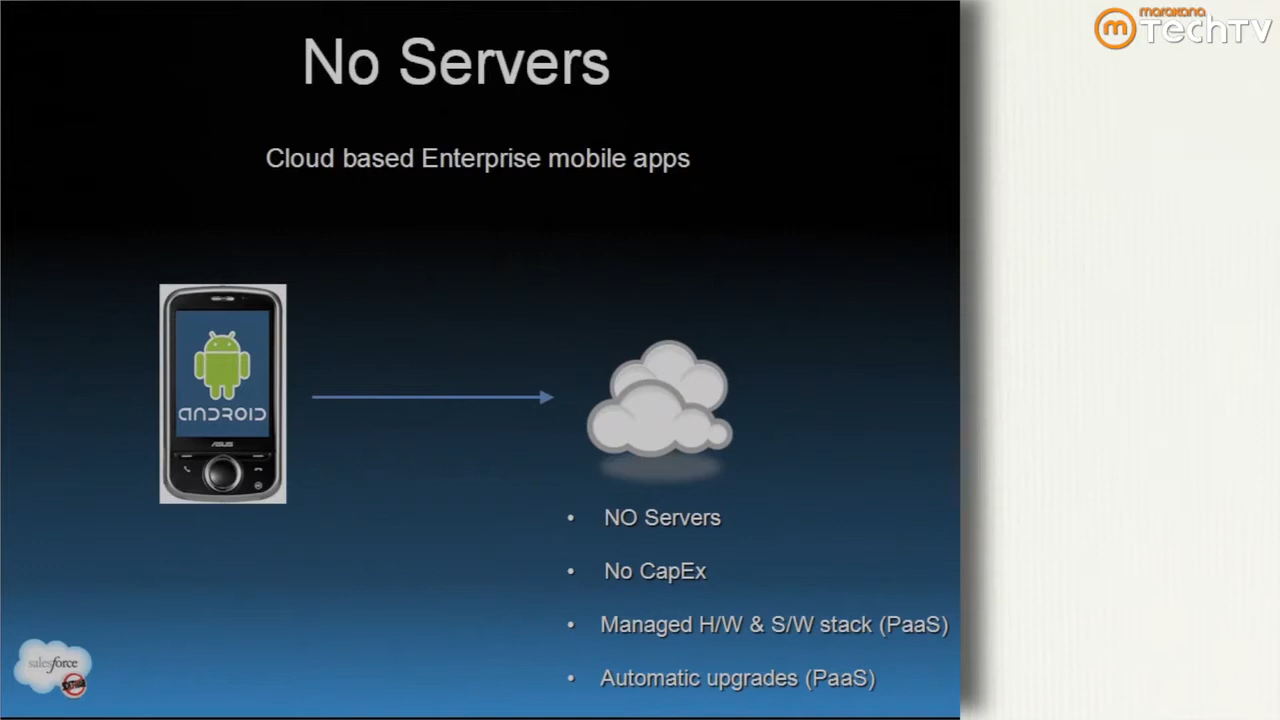 marakana
TechTV
No Servers
Cloud based Enterprise mobile apps
ANDROID
ASUS
• NO Servers
• No CapEx
• Managed H/W & S/W stack (PaaS)
• Automatic upgrades (PaaS)
salesforce